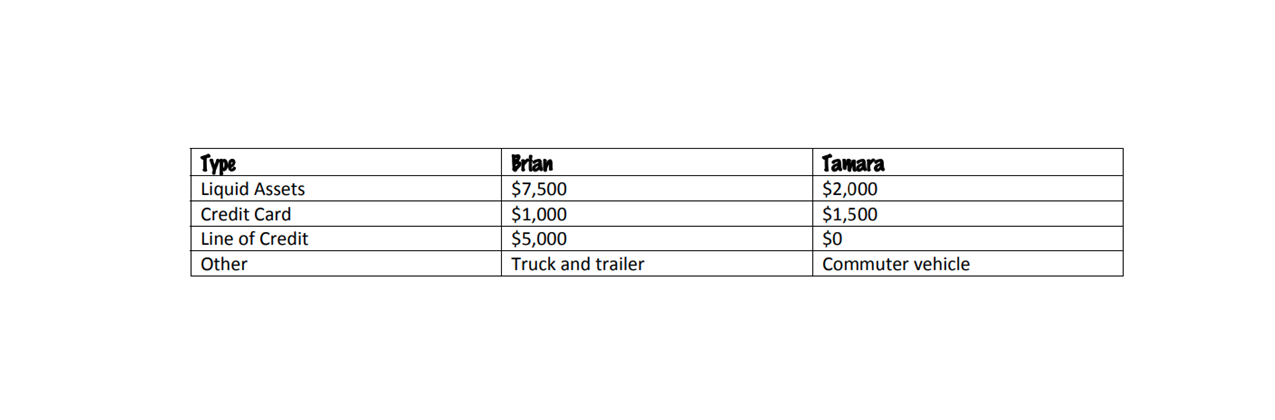 Type Brian Tamara
Liquid Assets $7,500 $2,000
Credit Card $1,000 $1,500
Line of Credit $5,000 $0
Other Truck and trailer Commuter vehicle